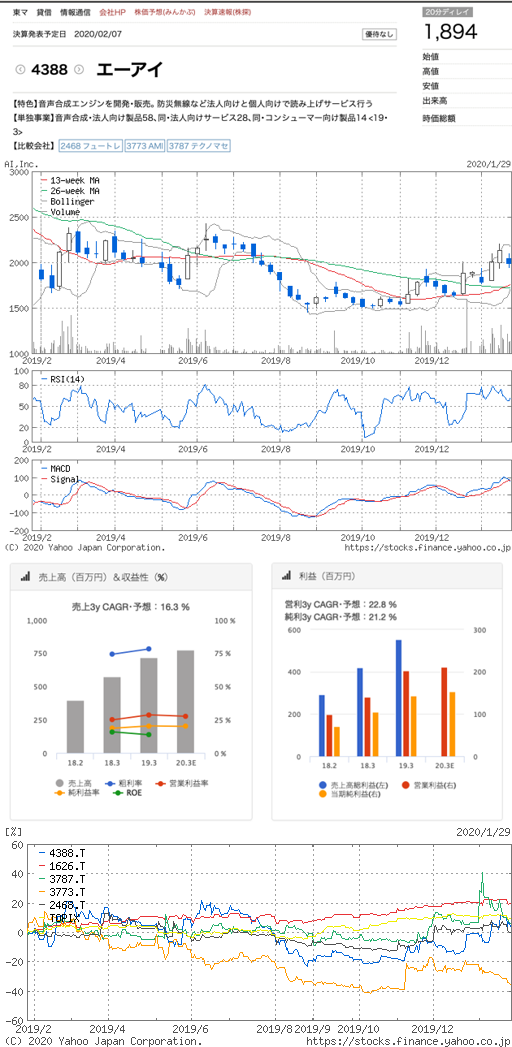 東マ 貸借 情報通信 会社HP 株価予想(みんかぶ) 決算速報(株探)
20分ディレイ
決算発表予定日 2020/02/07
優待なし
1,894
4388 エーアイ
始値
高値
安値
出来高
時価総額
【特色】音声合成エンジンを開発・販売。防災無線など法人向けと個人向けで読み上げサービス行う
【単独事業】音声合成・法人向け製品58、同・法人向けサービス28、同・コンシューマー向け製品14 <19・
3>
【比較会社】 2468 フュートレ 3773 AMI 3787 テクノマセ
AI,Inc.
2020/1/29
3000
13-week MA
26-week MA
Bollinger
Volume
2500
2000
1500
1000
2019/2 2019/4 2019/6 2019/8 2019/10 2019/12
100
RSI(14)
80
60
40
20
0
2019/2 2019/4 2019/6 2019/8 2019/10 2019/12
200
MACD
Signal
100
0
-100
-200
2019/2 2019/4 2019/6 2019/8 2019/10 2019/12
(C) 2020 Yahoo Japan Corporation.
https://stocks.finance.yahoo.co.jp
売上高（百万円）＆収益性（%）
売上3y CAGR・予想：16.3 %
1,000
750
500
250
0
100 %
75 %
50 %
25 %
0 %
18.2 18.3 19.3 20.3E
売上高 粗利率 営業利益率
純利益率 ROE
利益（百万円）
営利3y CAGR・予想：22.8 %
純利3y CAGR・予想：21.2 %
600
400
200
0
300
200
100
0
18.2 18.3 19.3 20.3E
売上高総利益(左) 営業利益(右)
当期純利益(右)
[%]
2020/1/29
60
4388.T
1626.T
3787.T
3773.T
2468.T
TOPIX
40
20
0
-20
-40
-60
2019/2 2019/4 2019/6 2019/8 2019/9 2019/10 2019/12
(C) 2020 Yahoo Japan Corporation.
https://stocks.finance.yahoo.co.jp